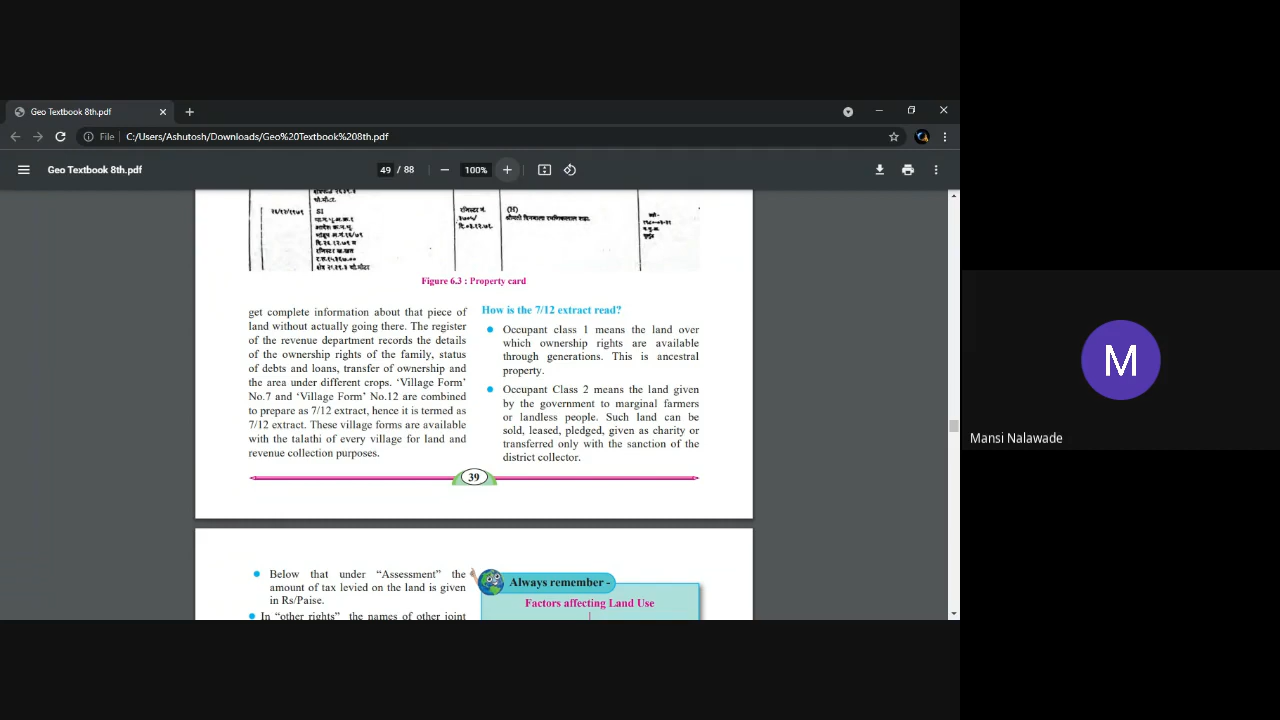 Geo Textbook 8th.pdf
File
C:/Users/Ashutosh/Downloads/Geo%20Textbook%208th.pdf
Geo Textbook 8th.pdf
49 / 88
100%
SI
(H)
Figure 6.3 : Property card
get complete information about that piece of
land without actually going there. The register
of the revenue department records the details
of the ownership rights of the family, status
of debts and loans, transfer of ownership and
the area under different crops. ‘Village Form’
No.7 and ‘Village Form’ No.12 are combined
to prepare as 7/12 extract, hence it is termed as
7/12 extract. These village forms are available
with the talathi of every village for land and
revenue collection purposes.
How is the 7/12 extract read?
Occupant class 1 means the land over
which ownership rights are available
through generations. This is ancestral
property.
Occupant Class 2 means the land given
by the government to marginal farmers
or landless people. Such land can be
sold, leased, pledged, given as charity or
transferred only with the sanction of the
district collector.
39
Below that under “Assessment” the
amount of tax levied on the land is given
in Rs/Paise.
In “other rights” the names of other joint
Always remember -
Factors affecting Land Use
M
Mansi Nalawade